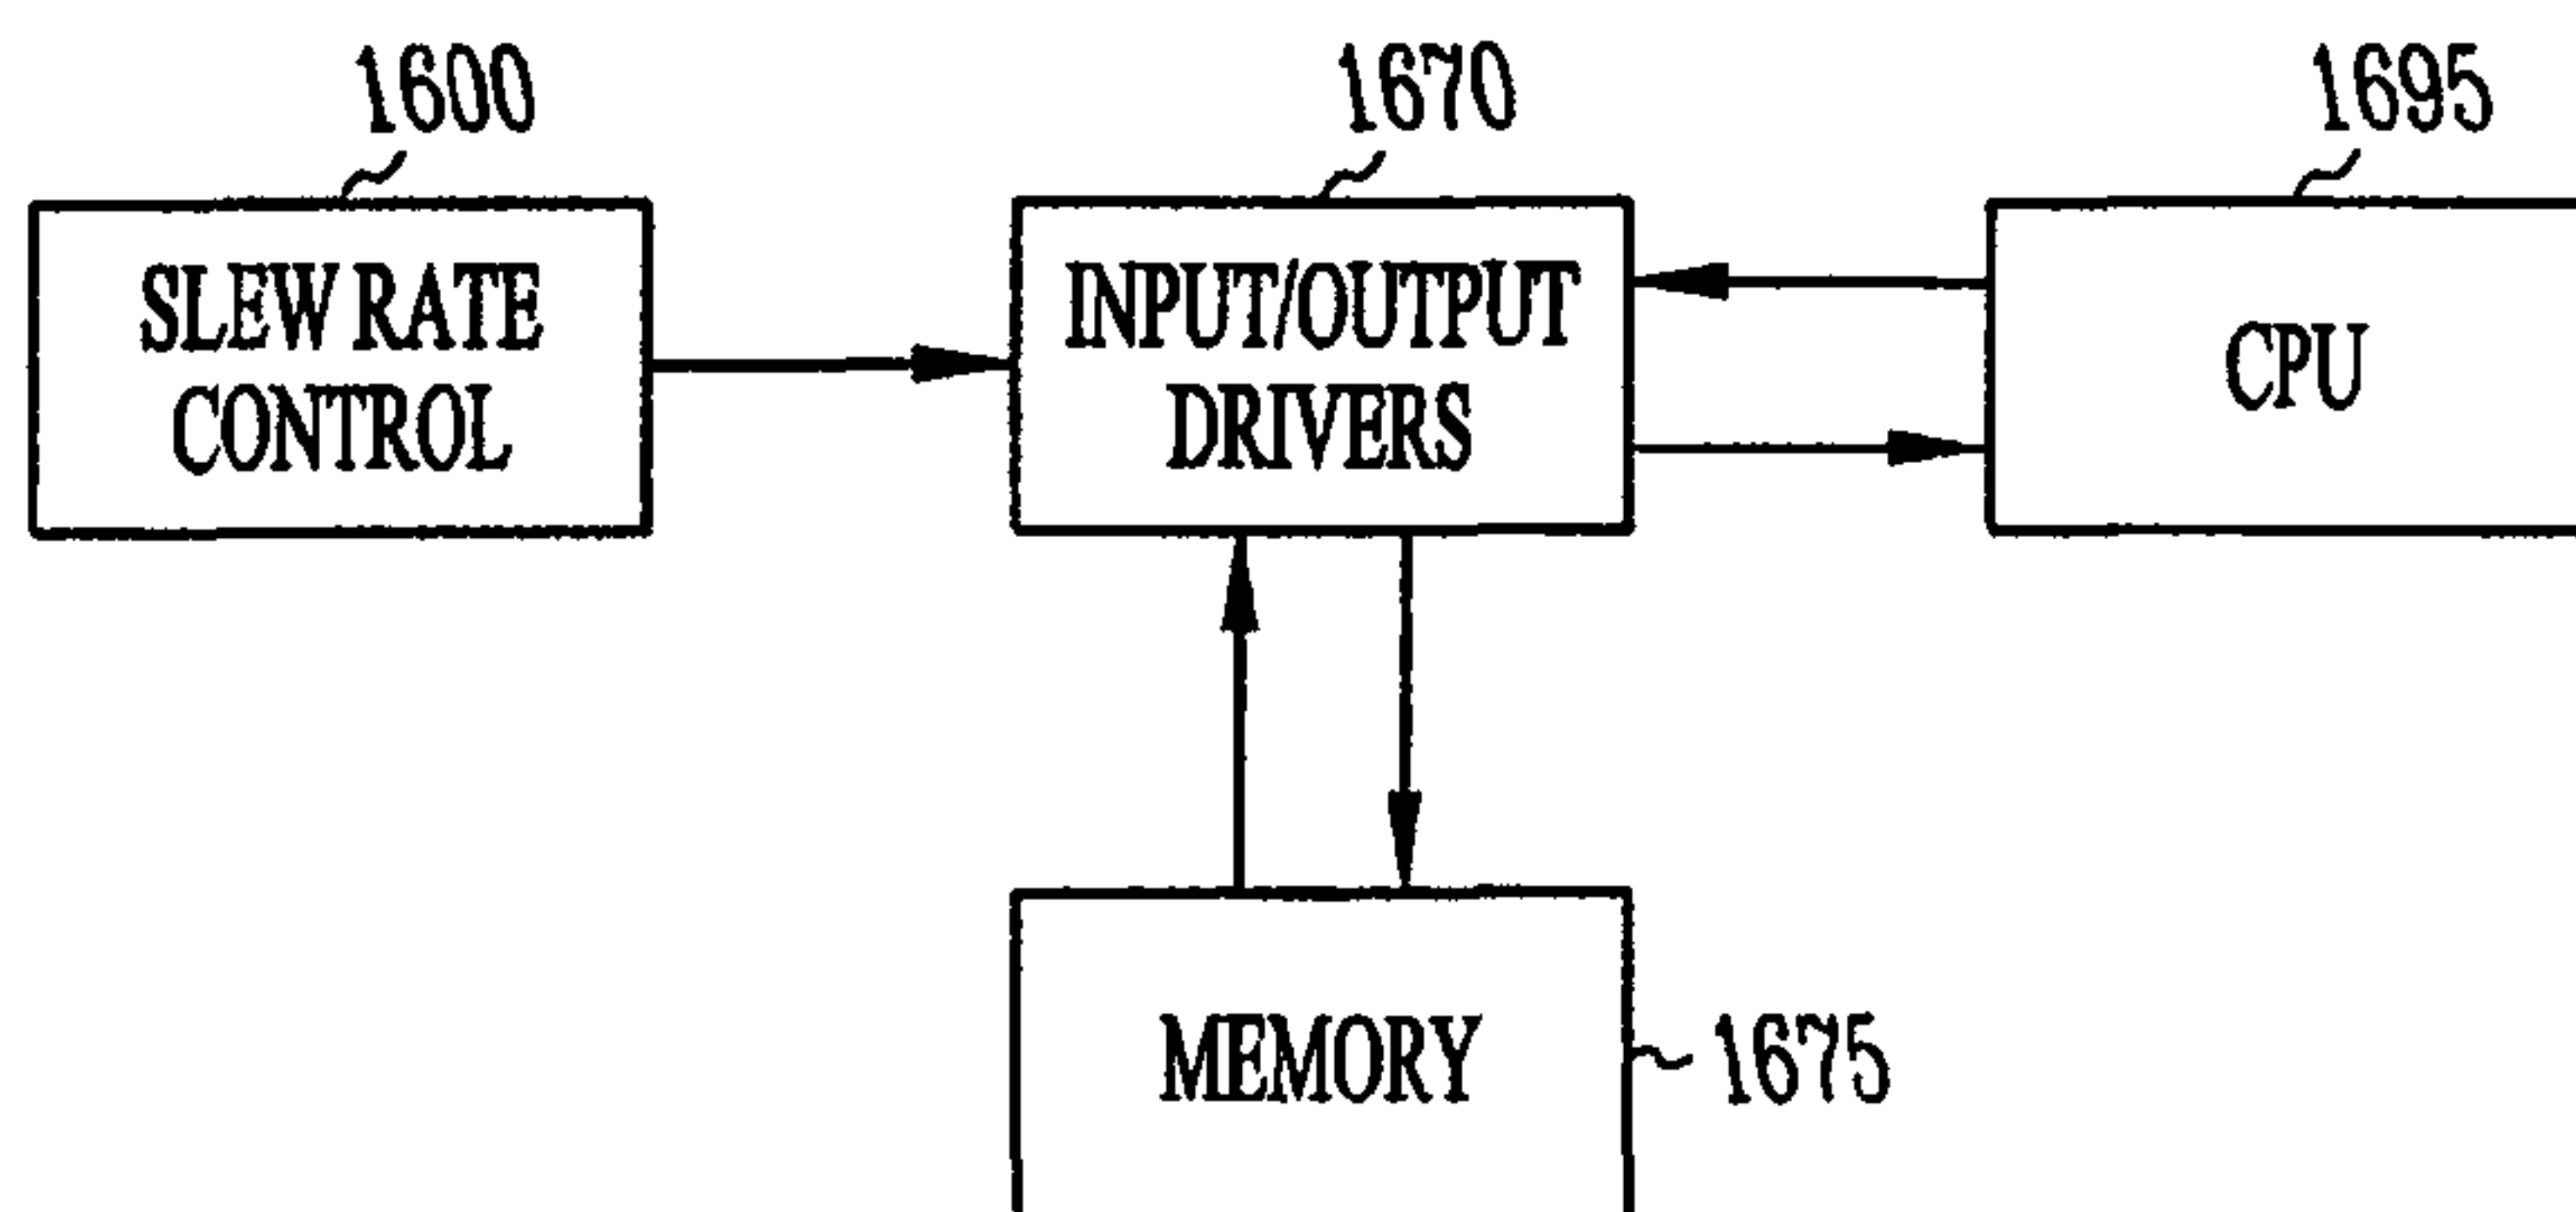 1600
1670
1695
SLEW RATE
CONTROL
INPUT/OUTPUT
DRIVERS
CPU
MEMORY
1675